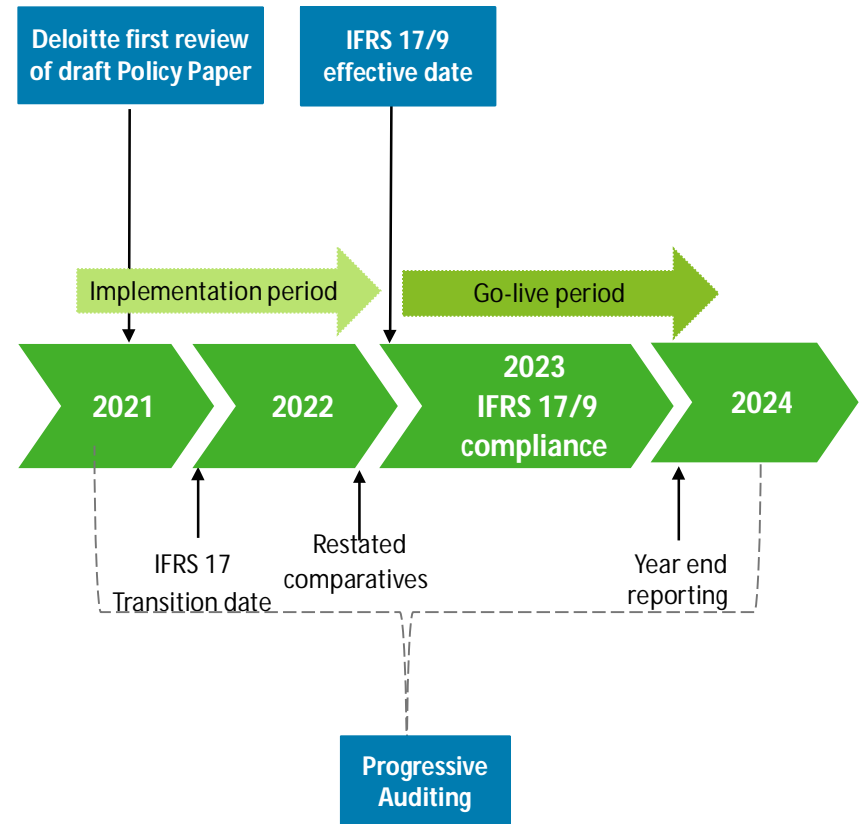 Deloitte first review
of draft Policy Paper
IFRS 17/9
effective date
Implementation period
Go-live period
2021
2022
2023
IFRS 17/9
compliance
2024
IFRS 17
Transition date
Restated
comparatives
Year end
reporting
Progressive
Auditing